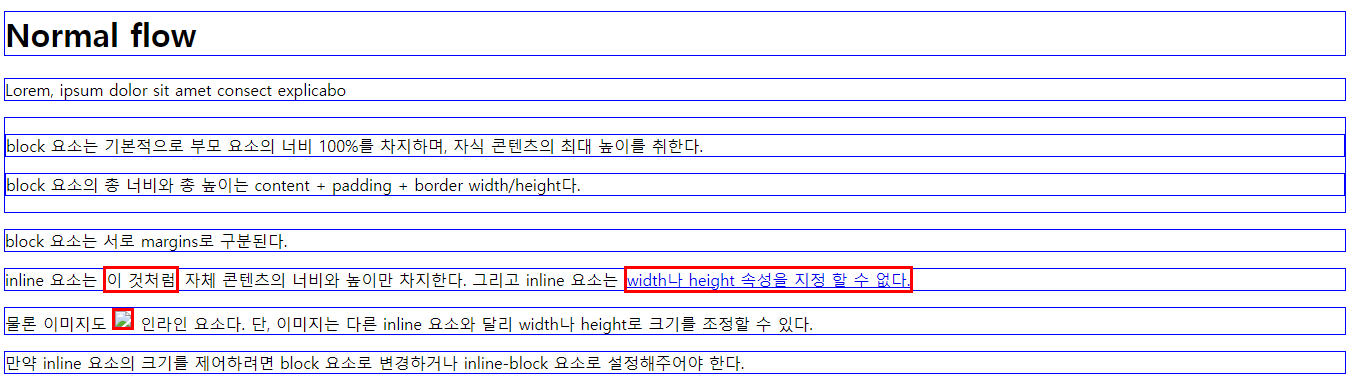 Normal flow
Lorem, ipsum dolor sit amet consect explicabo
block 요소는 기본적으로 부모 요소의 너비 100%를 차지하며, 자식 콘텐츠의 최대 높이를 취한다.
block 요소의 총 너비와 총 높이는 content + padding + border width/height다.
block 요소는 서로 margins로 구분된다.
inline 요소는 이 것처럼 자체 콘텐츠의 너비와 높이만 차지한다. 그리고 inline 요소는 width나 height 속성을 지정 할 수 없다.
물론 이미지도 인라인 요소다. 단, 이미지는 다른 inline 요소와 달리 width나 height로 크기를 조정할 수 있다.
만약 inline 요소의 크기를 제어하려면 block 요소로 변경하거나 inline-block 요소로 설정해주어야 한다.